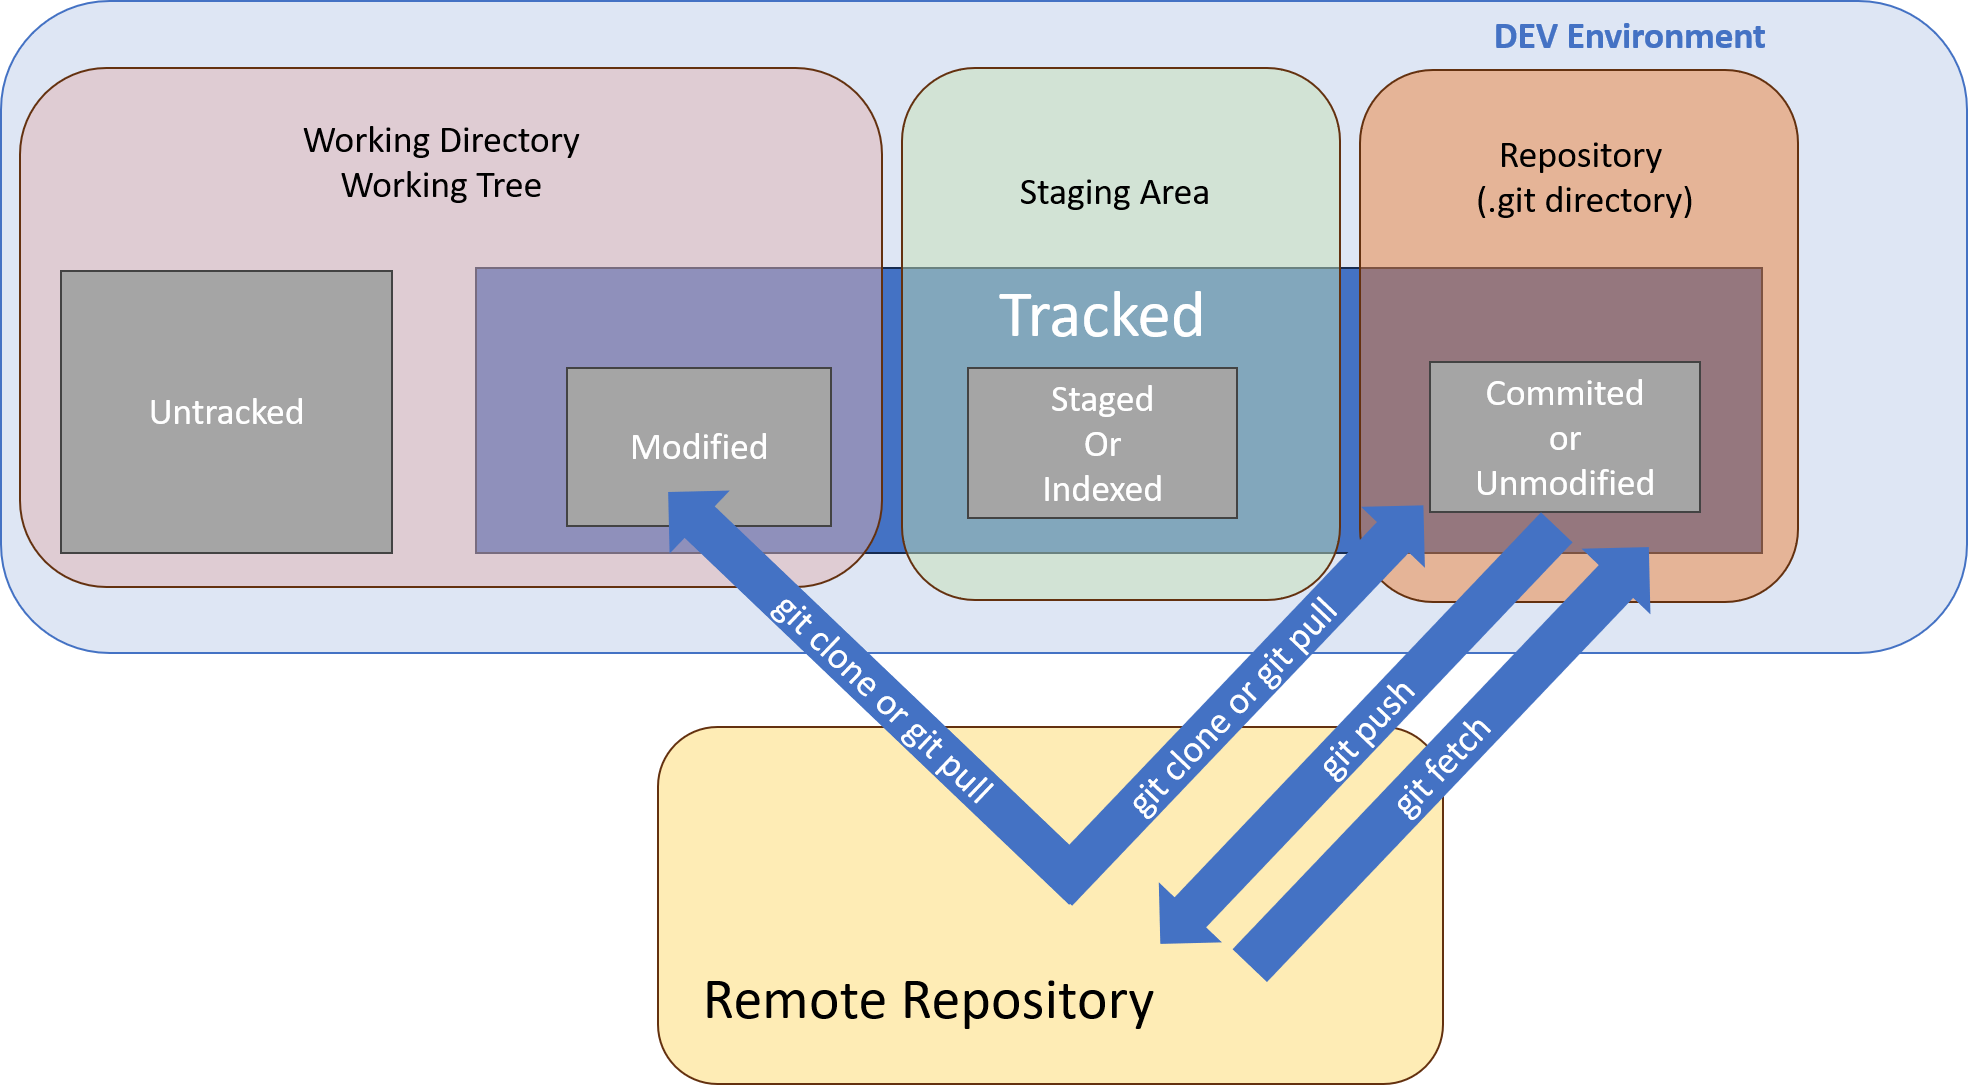 DEV Environment
Working Directory
Working Tree
Staging Area
Repository
(.git directory)
Tracked
Untracked
Modified
Staged
Or
Indexed
Commited
or
Unmodified
git clone or git pull
git clone or git pull
git push
git fetch
Remote Repository